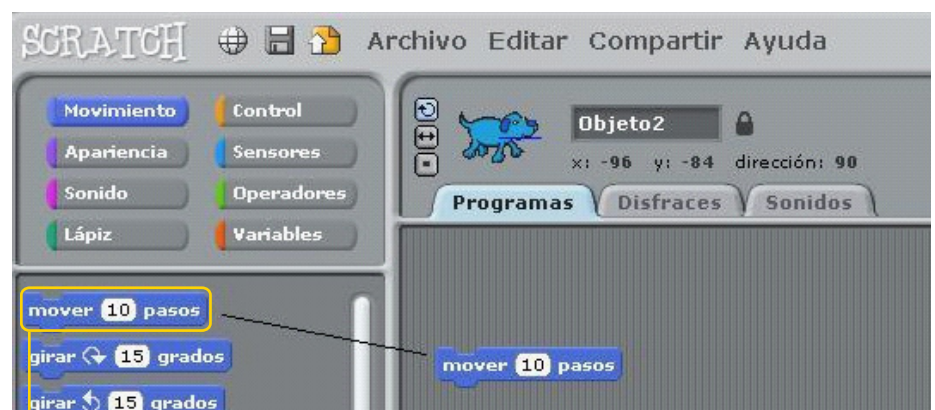 SCRATCH Archivo Editar Compartir Ayuda
Movimiento Control
Apariencia Sensores
Sonido Operadores
Lápiz Variables
Objeto2
x: -96 y: -84 dirección: 90
Programas Disfraces Sonidos
mover 10 pasos
girar 15 grados
girar 15 grados
mover 10 pasos